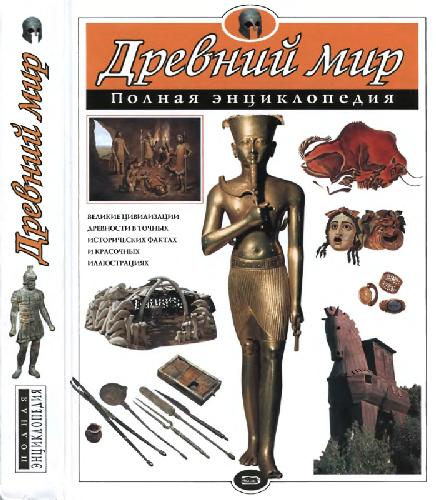 Древний мир
Полная энциклопедия
ВЕЛИКИЕ ЦИВИЛИЗАЦИИ
ДРЕВНОСТИ В ТОЧНЫХ
ИСТОРИЧЕСКИХ ФАКТАХ
И КРАСОЧНЫХ
ИЛЛЮСТРАЦИЯХ
Древний мир
ПОЛНАЯ
ЭНЦИКЛОПЕДИЯ